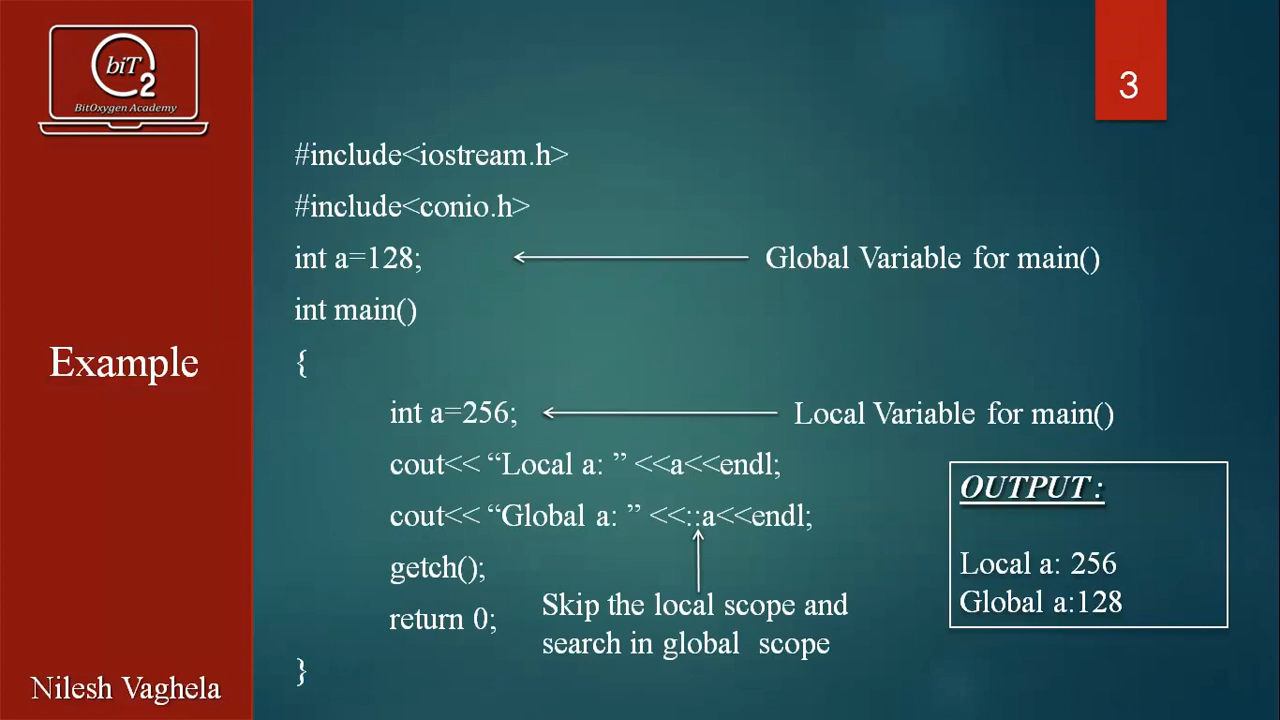 biT
O2
BitOxygen Academy
3
#include<iostream.h>
#include<conio.h>
int a=128; Global Variable for main()
int main()
Example
{
int a=256; Local Variable for main()
cout<< “Local a: ” <<a<<endl;
cout<< “Global a: ” <<::a<<endl;
getch();
return 0;
}
Skip the local scope and
search in global scope
OUTPUT :
Local a: 256
Global a:128
Nilesh Vaghela